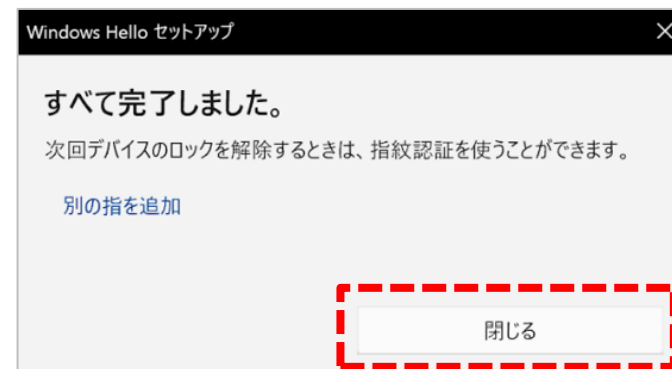 Windows Hello セットアップ
すべて完了しました。
次回デバイスのロックを解除するときは、指紋認証を使うことができます。
別の指を追加
閉じる